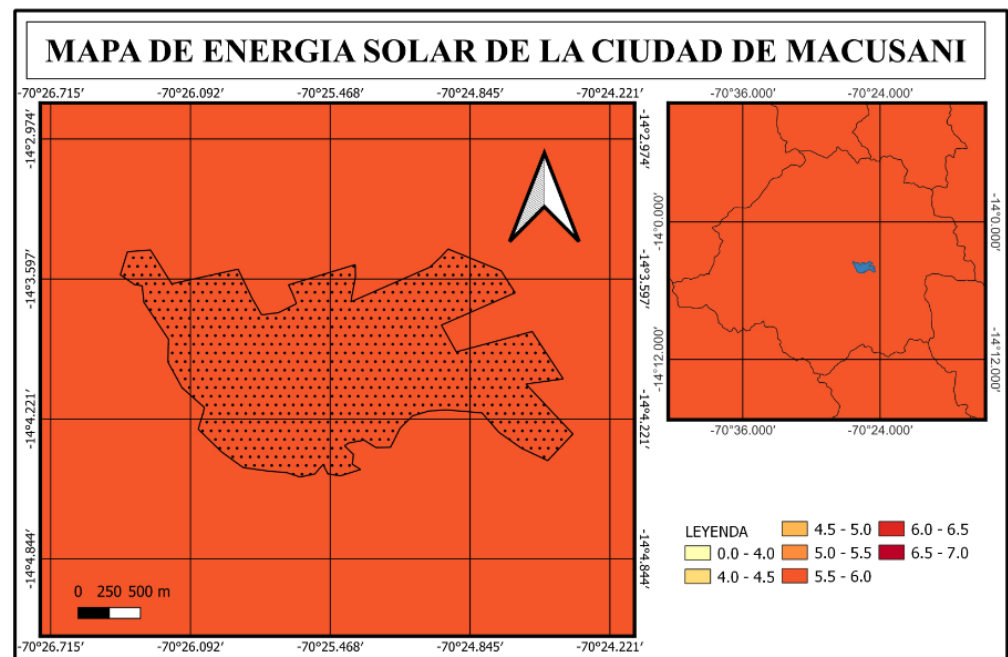 MAPA DE ENERGIA SOLAR DE LA CIUDAD DE MACUSANI
-70°26.715' -70°26.092' -70°25.468' -70°24.845' -70°24.221'
-14°2.974' -14°2.974'
-14°3.597' -14°3.597'
-14°4.221' -14°4.221'
-14°4.844' -14°4.844'
0 250 500 m
-70°26.715' -70°26.092' -70°25.468' -70°24.845' -70°24.221'
-70°36.000' -70°24.000'
-14°0.000' -14°0.000'
-14°12.000' -14°12.000'
-70°36.000' -70°24.000'
LEYENDA 4.5 - 5.0 6.0 - 6.5
0.0 - 4.0 5.0 - 5.5 6.5 - 7.0
4.0 - 4.5 5.5 - 6.0